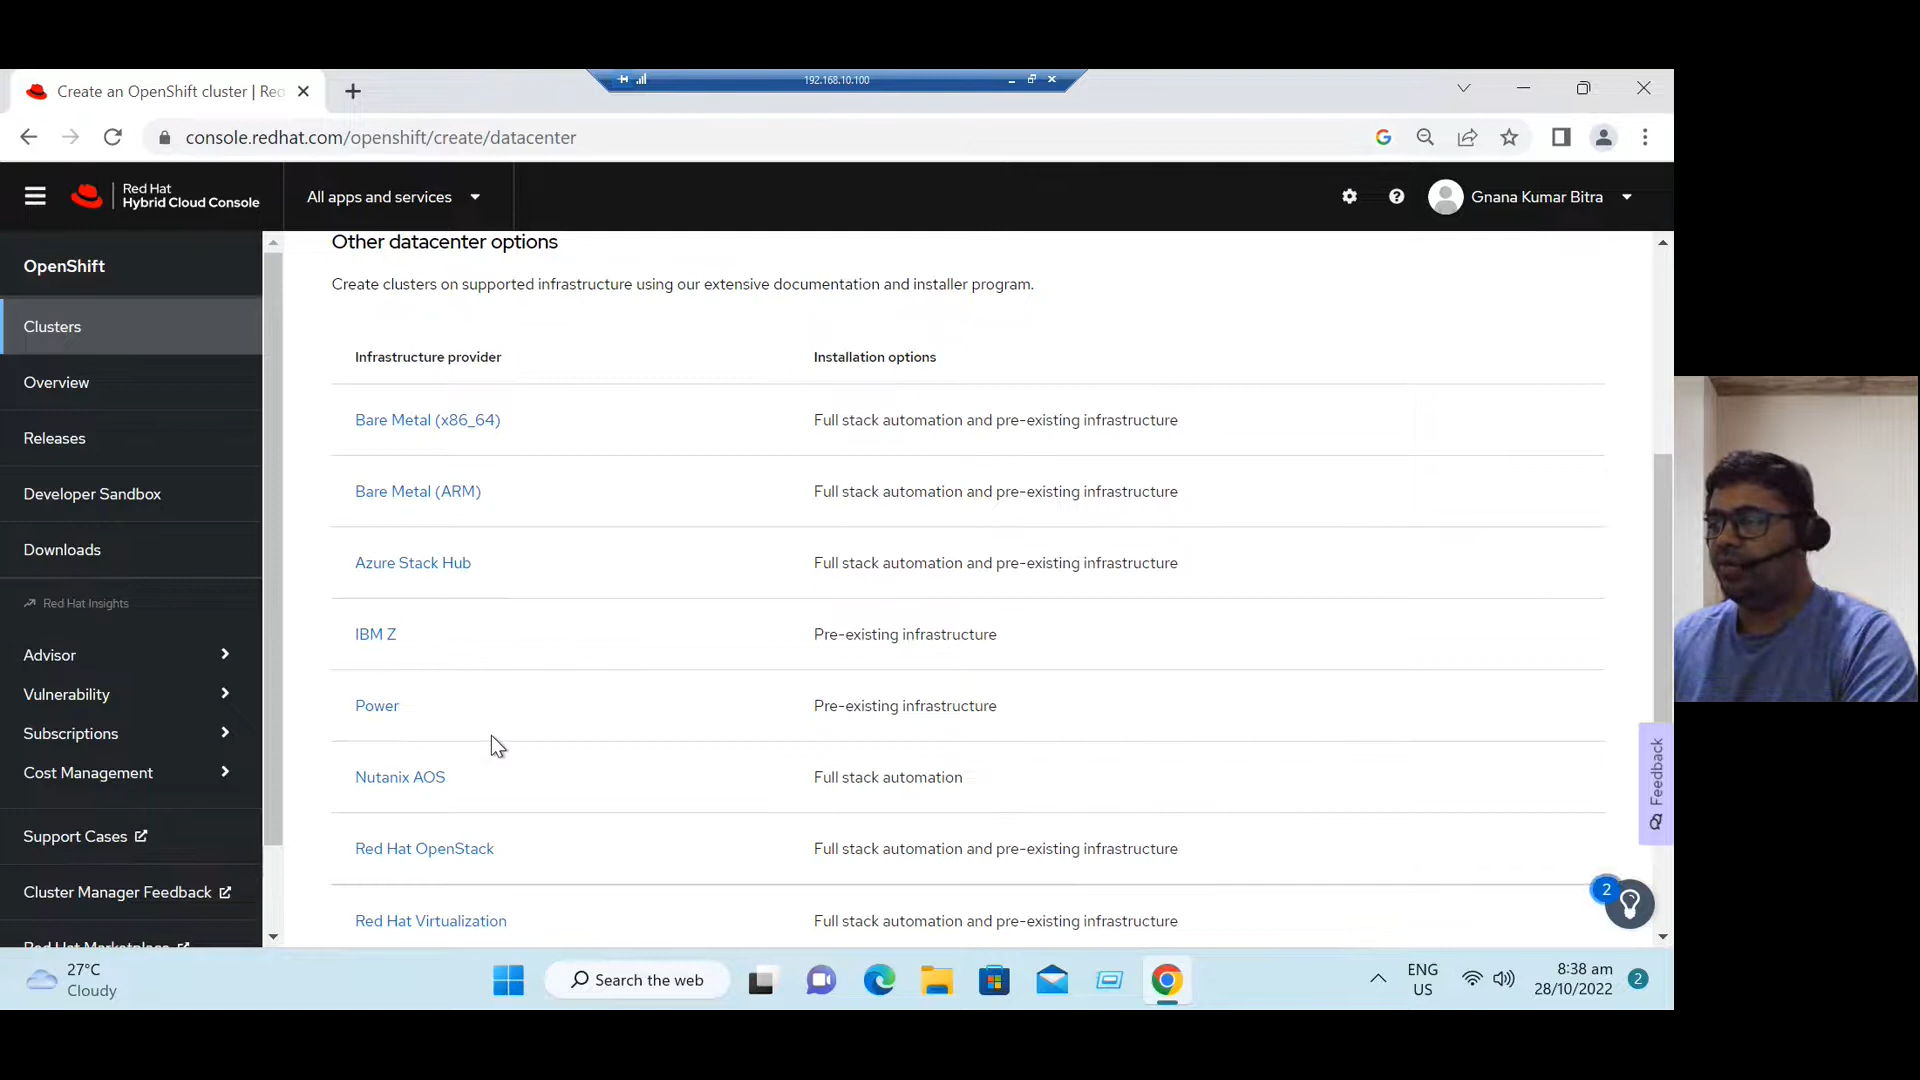 192.168.10.100
Create an OpenShift cluster | Red
console.redhat.com/openshift/create/datacenter
Red Hat
Hybrid Cloud Console
All apps and services
Gnana Kumar Bitra
OpenShift
Clusters
Overview
Releases
Developer Sandbox
Downloads
Red Hat Insights
Advisor
Vulnerability
Subscriptions
Cost Management
Support Cases
Cluster Manager Feedback
Red Hat Marketplace
Other datacenter options
Create clusters on supported infrastructure using our extensive documentation and installer program.
Infrastructure provider Installation options
Bare Metal (x86_64) Full stack automation and pre-existing infrastructure
Bare Metal (ARM) Full stack automation and pre-existing infrastructure
Azure Stack Hub Full stack automation and pre-existing infrastructure
IBM Z Pre-existing infrastructure
Power Pre-existing infrastructure
Nutanix AOS Full stack automation
Red Hat OpenStack Full stack automation and pre-existing infrastructure
Red Hat Virtualization Full stack automation and pre-existing infrastructure
Feedback
2
27°C
Cloudy
Search the web
ENG
US
8:38 am
28/10/2022
2